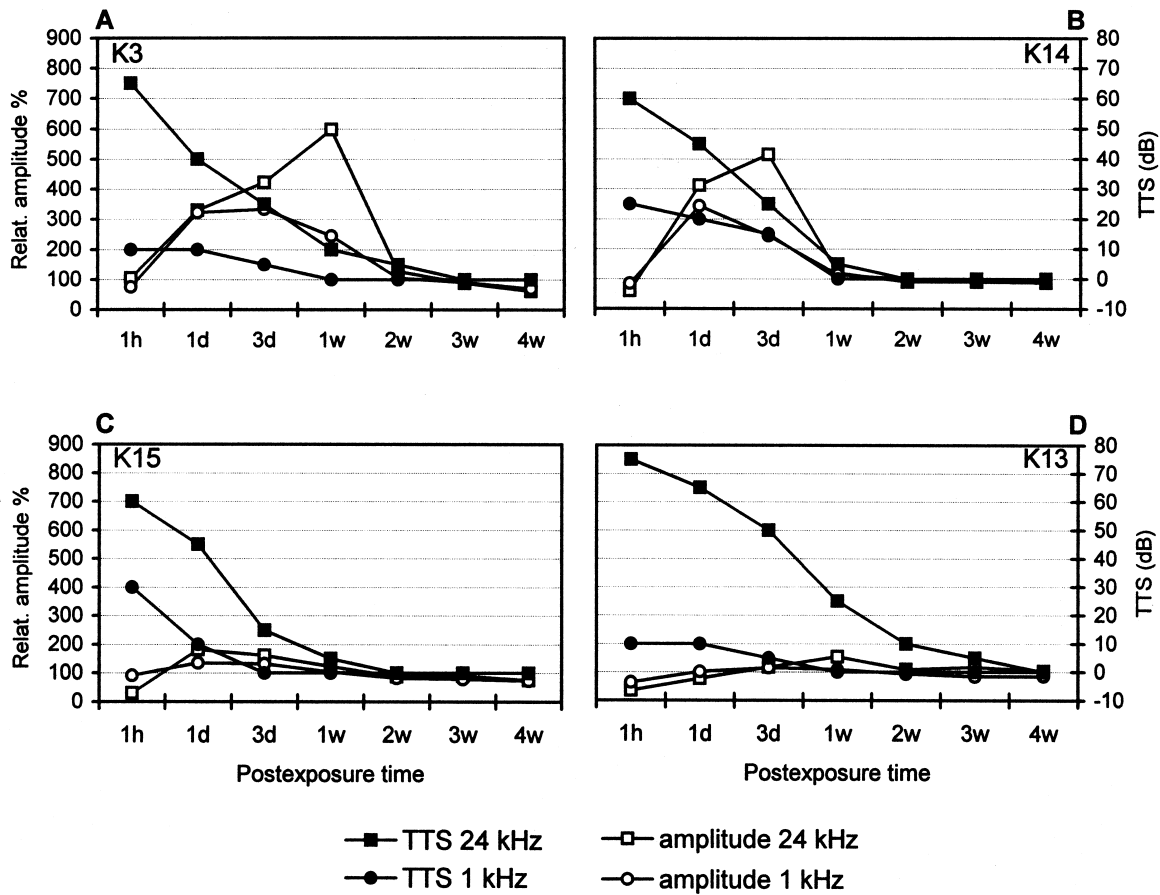 A
B
K3
K14
900
800
700
600
500
400
300
200
100
0
Relat. amplitude %
80
70
60
50
40
30
20
10
0
-10
TTS (dB)
1h 1d 3d 1w 2w 3w 4w
1h 1d 3d 1w 2w 3w 4w
C
D
K15
K13
900
800
700
600
500
400
300
200
100
0
Relat. amplitude %
80
70
60
50
40
30
20
10
0
-10
TTS (dB)
1h 1d 3d 1w 2w 3w 4w
1h 1d 3d 1w 2w 3w 4w
Postexposure time
Postexposure time
TTS 24 kHz
amplitude 24 kHz
TTS 1 kHz
amplitude 1 kHz